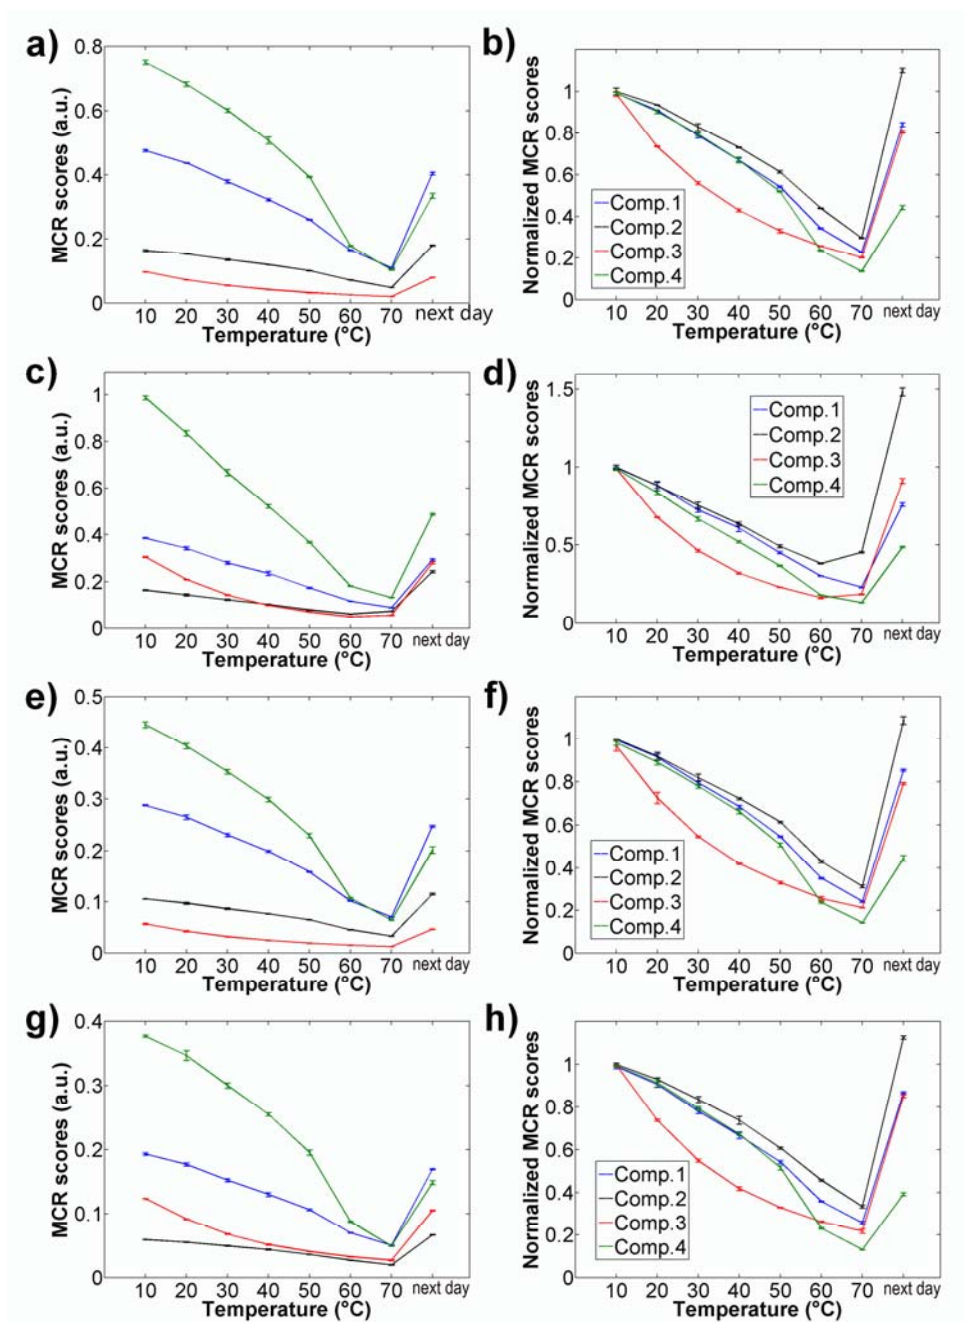 a)
MCR scores (a.u.)
0.8
0.6
0.4
0.2
0
10 20 30 40 50 60 70 next day
Temperature (°C)
b)
Normalized MCR scores
1
0.8
0.6
0.4
0.2
0
Comp.1
Comp.2
Comp.3
Comp.4
10 20 30 40 50 60 70 next day
Temperature (°C)
c)
MCR scores (a.u.)
1
0.8
0.6
0.4
0.2
0
10 20 30 40 50 60 70 next day
Temperature (°C)
d)
Normalized MCR scores
1.5
1
0.5
0
Comp.1
Comp.2
Comp.3
Comp.4
10 20 30 40 50 60 70 next day
Temperature (°C)
e)
MCR scores (a.u.)
0.5
0.4
0.3
0.2
0.1
0
10 20 30 40 50 60 70 next day
Temperature (°C)
f)
Normalized MCR scores
1
0.8
0.6
0.4
0.2
0
Comp.1
Comp.2
Comp.3
Comp.4
10 20 30 40 50 60 70 next day
Temperature (°C)
g)
MCR scores (a.u.)
0.4
0.3
0.2
0.1
0
10 20 30 40 50 60 70 next day
Temperature (°C)
h)
Normalized MCR scores
1
0.8
0.6
0.4
0.2
0
Comp.1
Comp.2
Comp.3
Comp.4
10 20 30 40 50 60 70 next day
Temperature (°C)